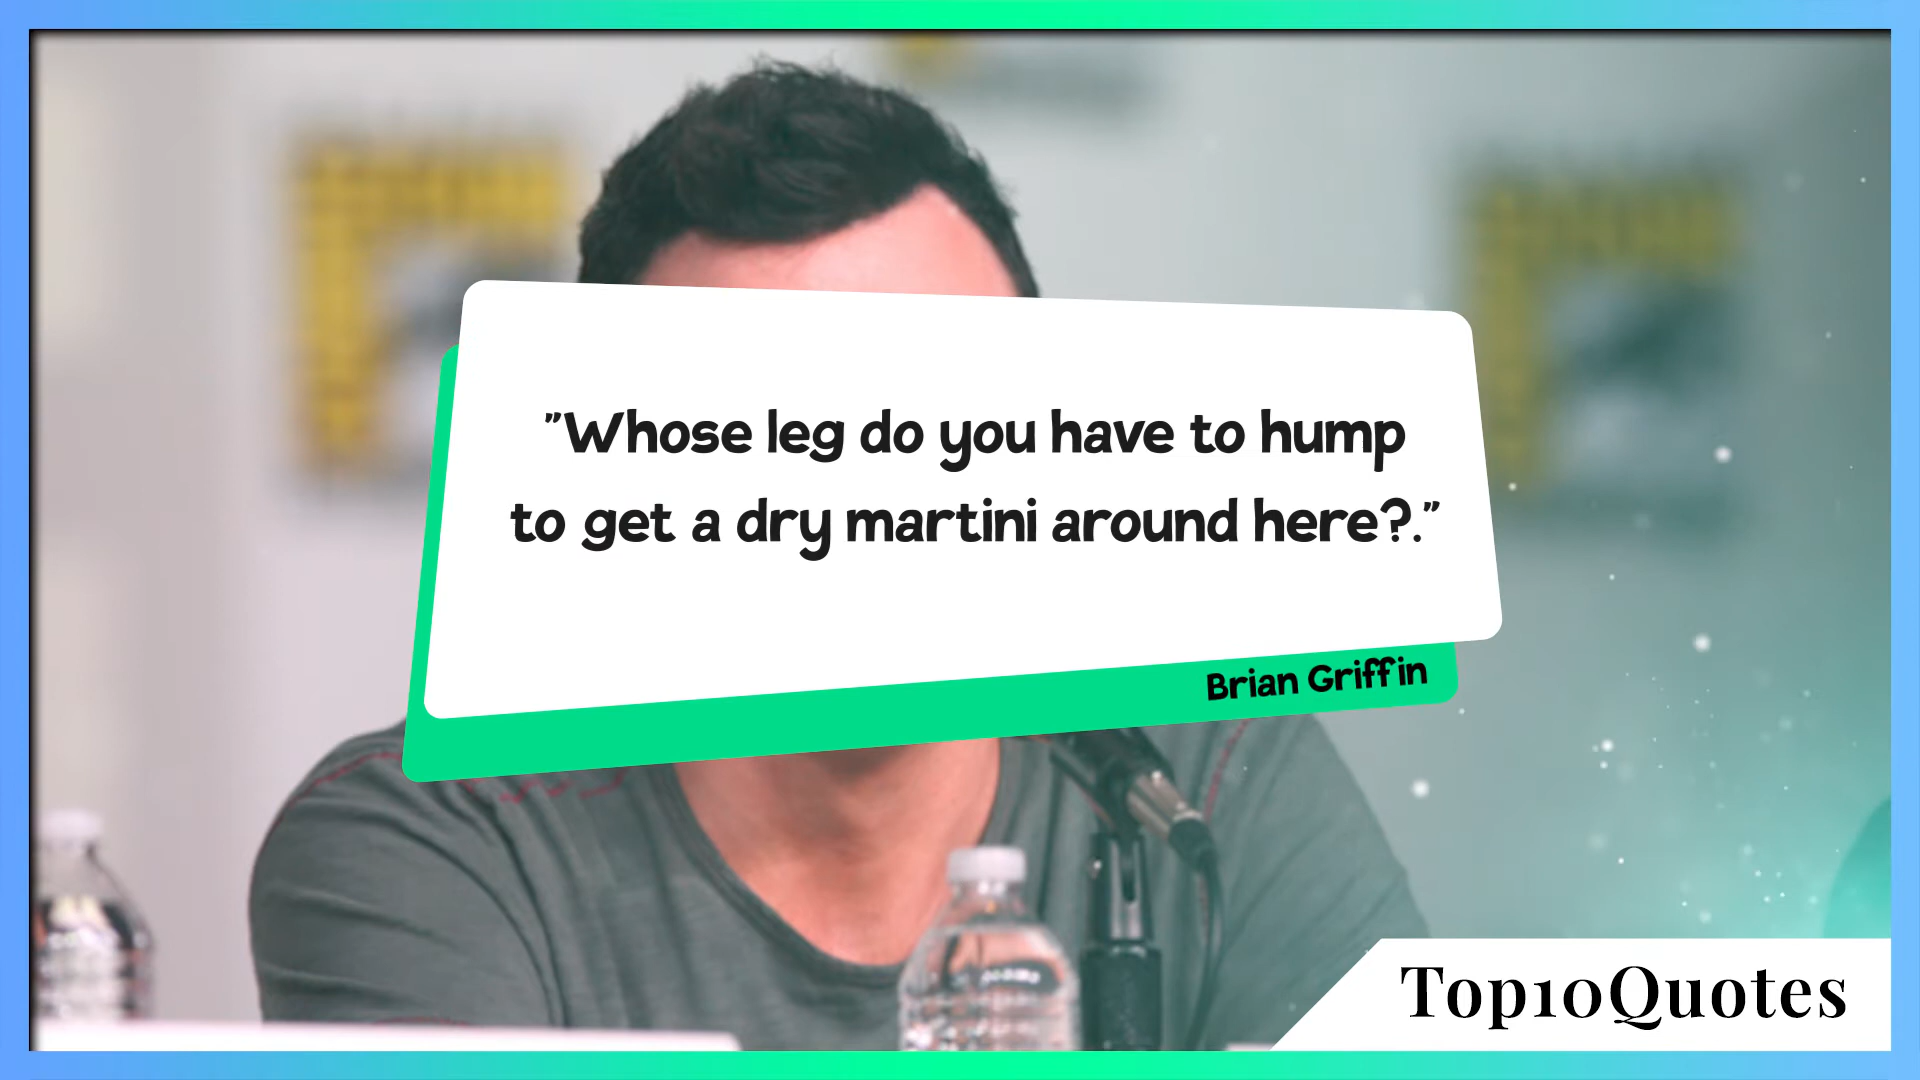 "Whose leg do you have to hump
to get a dry martini around here?."
Brian Griffin
Top10Quotes